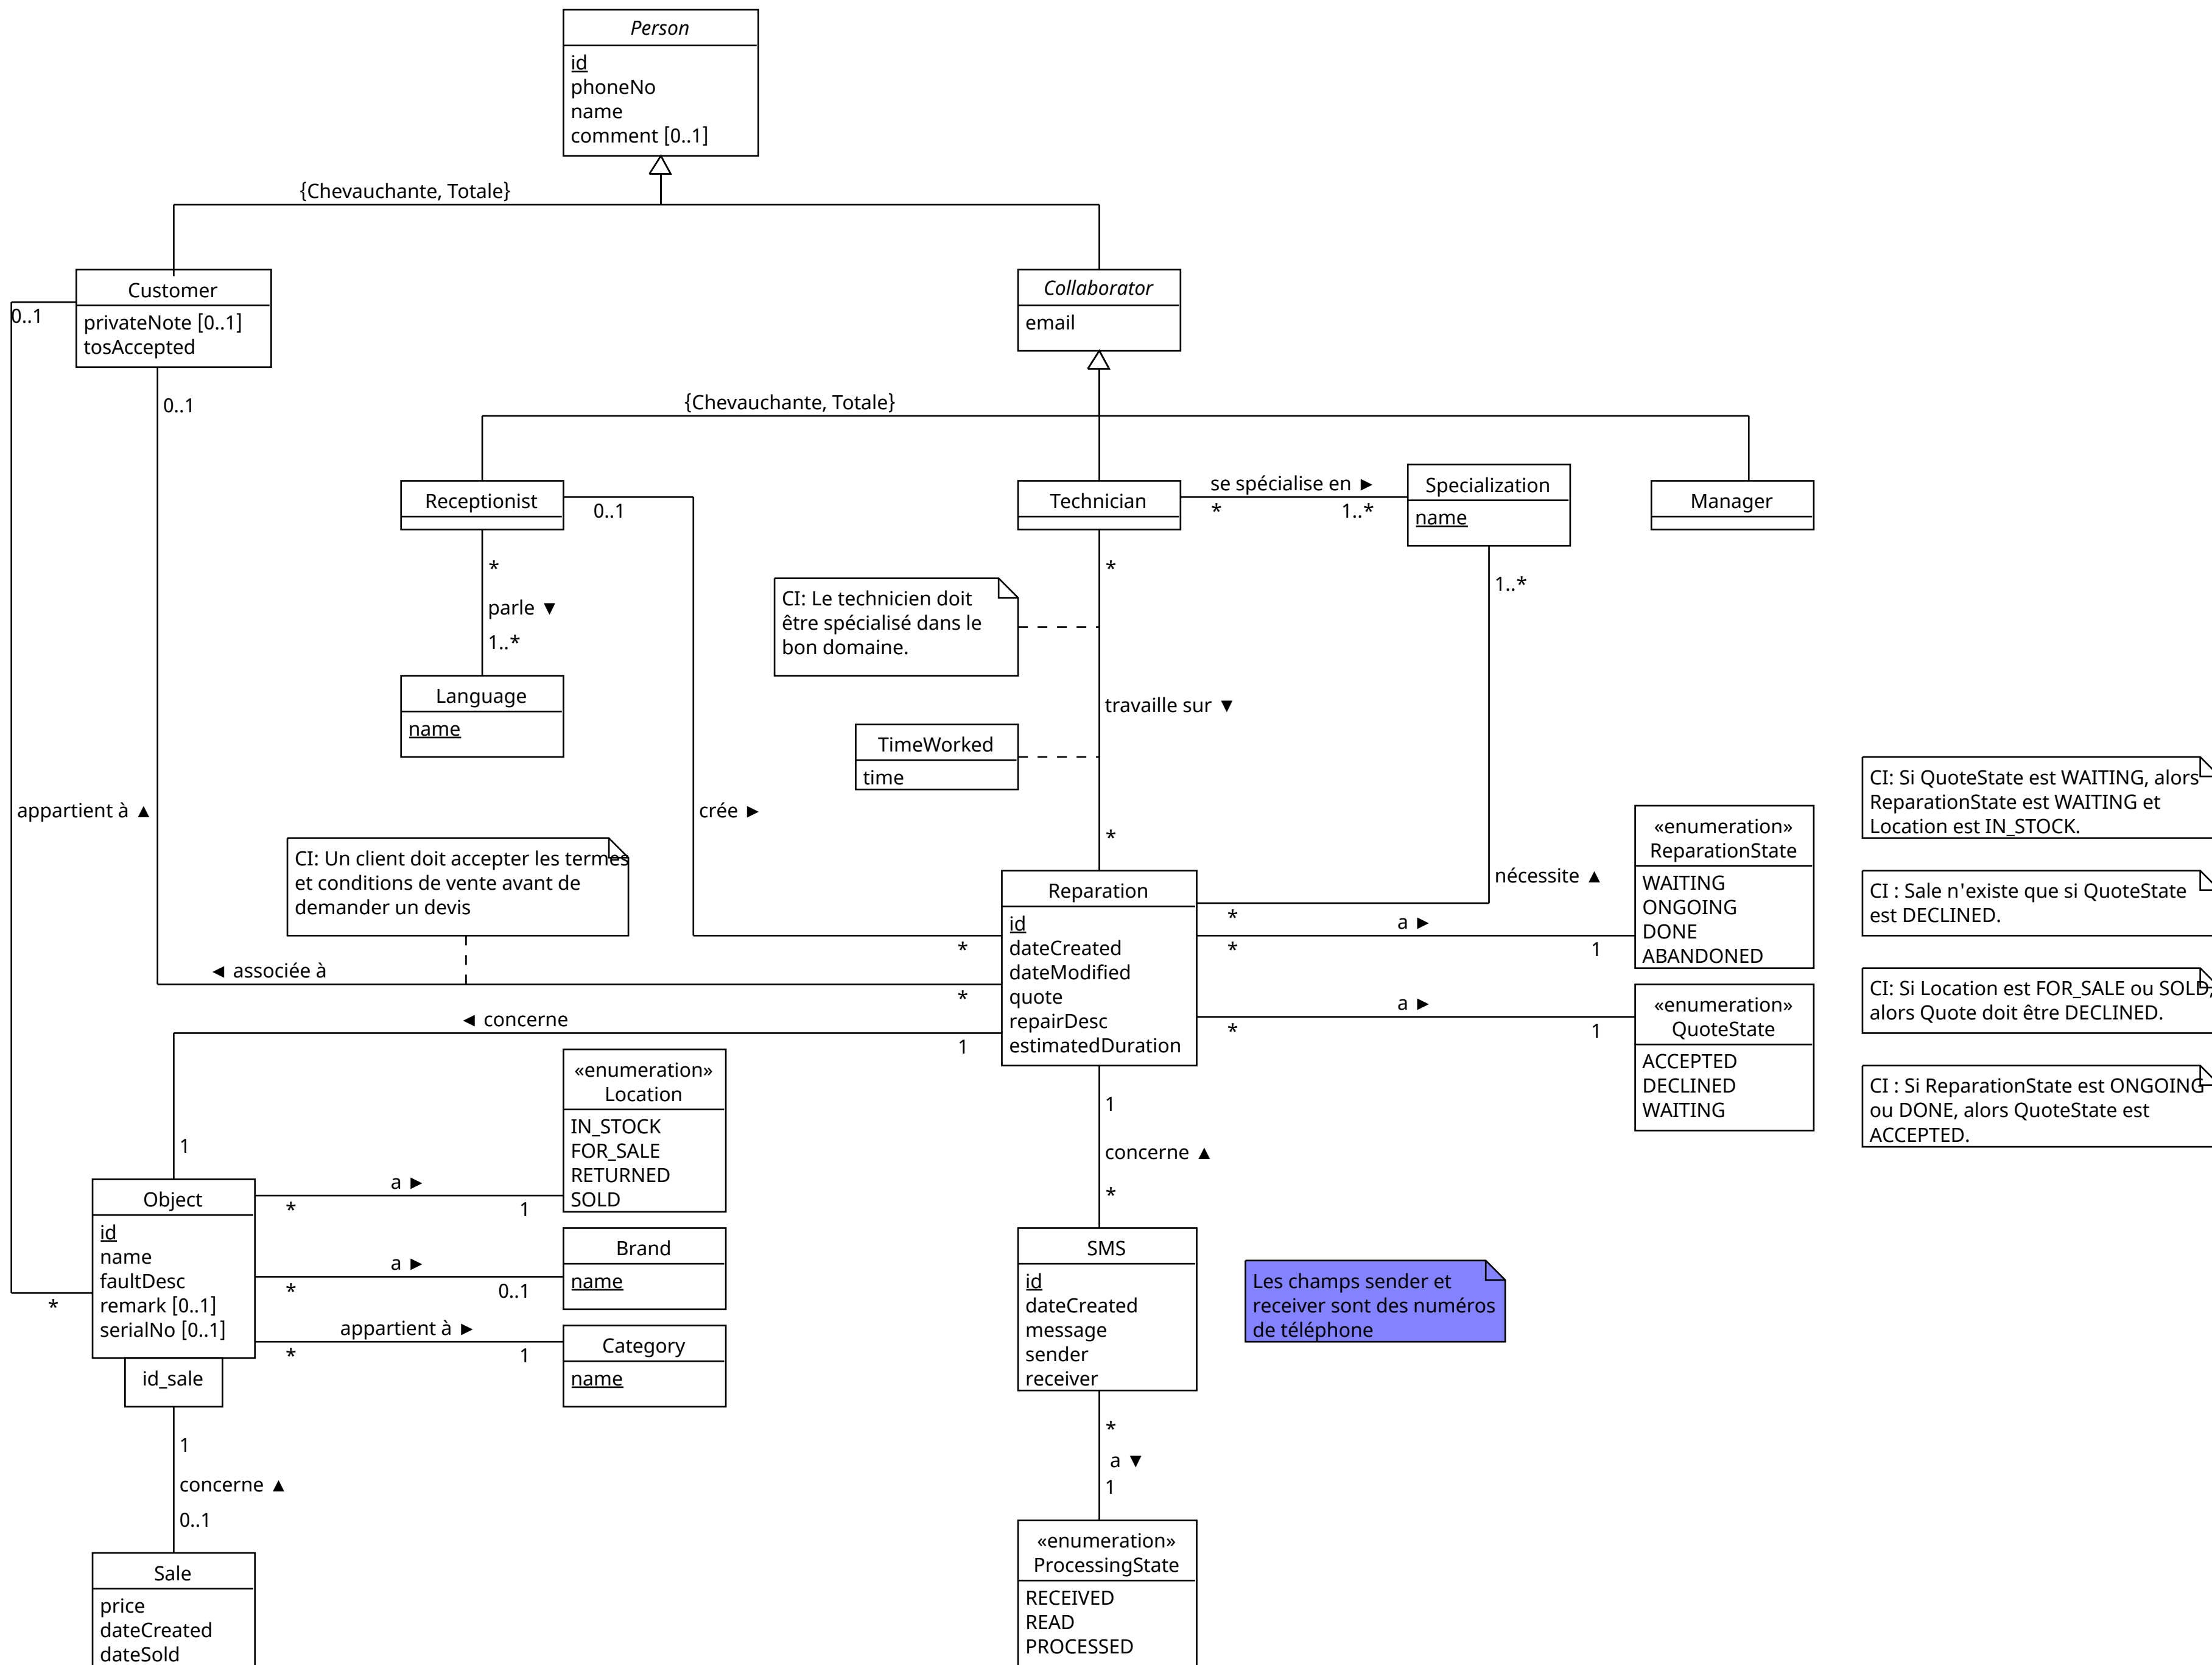 Person
id
phoneNo
name
comment [0..1]
{Chevauchante, Totale}
Customer
privateNote [0..1]
tosAccepted
0..1
0..1
Collaborator
email
{Chevauchante, Totale}
Receptionist
0..1
Technician
se spécialise en ►
*
1..*
Specialization
name
Manager
*
parle ▼
1..*
Language
name
*
CI: Le technicien doit
être spécialisé dans le
bon domaine.
travaille sur ▼
TimeWorked
time
*
1..*
appartient à ▲
crée ►
CI: Un client doit accepter les termes
et conditions de vente avant de
demander un devis
nécessite ▲
*
Reparation
id
dateCreated
dateModified
quote
repairDesc
estimatedDuration
a ►
*
1
«enumeration»
ReparationState
WAITING
ONGOING
DONE
ABANDONED
CI: Si QuoteState est WAITING, alors
ReparationState est WAITING et
Location est IN_STOCK.
CI : Sale n'existe que si QuoteState
est DECLINED.
CI: Si Location est FOR_SALE ou SOLD,
alors Quote doit être DECLINED.
CI : Si ReparationState est ONGOING
ou DONE, alors QuoteState est
ACCEPTED.
*
◄ associée à
*
◄ concerne
1
1
a ►
*
1
«enumeration»
QuoteState
ACCEPTED
DECLINED
WAITING
«enumeration»
Location
IN_STOCK
FOR_SALE
RETURNED
SOLD
1
concerne ▲
*
Object
id
name
faultDesc
remark [0..1]
serialNo [0..1]
*
a ►
*
1
a ►
*
0..1
Brand
name
appartient à ►
*
1
Category
name
id_sale
1
concerne ▲
0..1
Sale
price
dateCreated
dateSold
SMS
id
dateCreated
message
sender
receiver
Les champs sender et
receiver sont des numéros
de téléphone
*
a ▼
1
«enumeration»
ProcessingState
RECEIVED
READ
PROCESSED